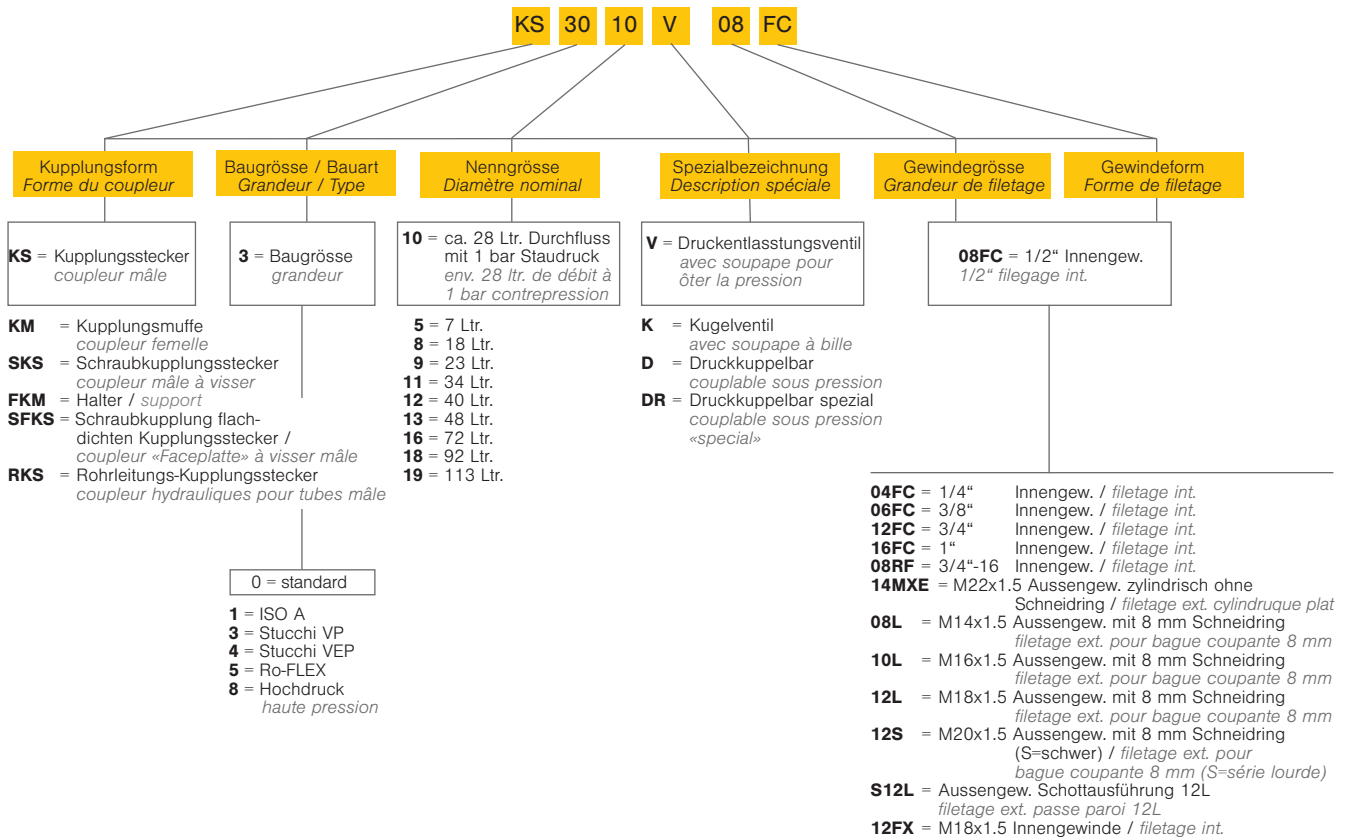 KS 30 10 V 08 FC
Kupplungsform
Forme du coupleur
Baugrösse / Bauart
Grandeur / Type
Nenngrösse
Diamètre nominal
Spezialbezeichnung
Description spéciale
Gewindegrösse
Grandeur de filetage
Gewindeform
Forme de filetage
KS = Kupplungsstecker
coupleur mâle
KM = Kupplungsmuffe
coupleur femelle
SKS = Schraubkupplungsstecker
coupleur mâle à visser
FKM = Halter / support
SFKS = Schraubkupplung flach-
dichten Kupplungsstecker /
coupleur «Faceplatte» à visser mâle
RKS = Rohrleitungs-Kupplungsstecker
coupleur hydrauliques pour tubes mâle
3 = Baugrösse
grandeur
0 = standard
1 = ISO A
3 = Stucchi VP
4 = Stucchi VEP
5 = Ro-FLEX
8 = Hochdruck
haute pression
10 = ca. 28 Ltr. Durchfluss
mit 1 bar Staudruck
env. 28 ltr. de débit à
1 bar contrepression
5 = 7 Ltr.
8 = 18 Ltr.
9 = 23 Ltr.
11 = 34 Ltr.
12 = 40 Ltr.
13 = 48 Ltr.
16 = 72 Ltr.
18 = 92 Ltr.
19 = 113 Ltr.
V = Druckentlasstungsventil
avec soupape pour
ôter la pression
K = Kugelventil
avec soupape à bille
D = Druckkuppelbar
couplable sous pression
DR = Druckkuppelbar spezial
couplable sous pression
«special»
08FC = 1/2“ Innengew.
1/2“ filegage int.
04FC = 1/4“ Innengew. / filetage int.
06FC = 3/8“ Innengew. / filetage int.
12FC = 3/4“ Innengew. / filetage int.
16FC = 1“ Innengew. / filetage int.
08RF = 3/4“-16 Innengew. / filetage int.
14MXE = M22x1.5 Aussengew. zylindrisch ohne
Schneidring / filetage ext. cylindruque plat
08L = M14x1.5 Aussengew. mit 8 mm Schneidring
filetage ext. pour bague coupante 8 mm
10L = M16x1.5 Aussengew. mit 8 mm Schneidring
filetage ext. pour bague coupante 8 mm
12L = M18x1.5 Aussengew. mit 8 mm Schneidring
filetage ext. pour bague coupante 8 mm
12S = M20x1.5 Aussengew. mit 8 mm Schneidring
(S=schwer) / filetage ext. pour
bague coupante 8 mm (S=série lourde)
S12L = Aussengew. Schottausführung 12L
filetage ext. passe paroi 12L
12FX = M18x1.5 Innengewinde / filetage int.